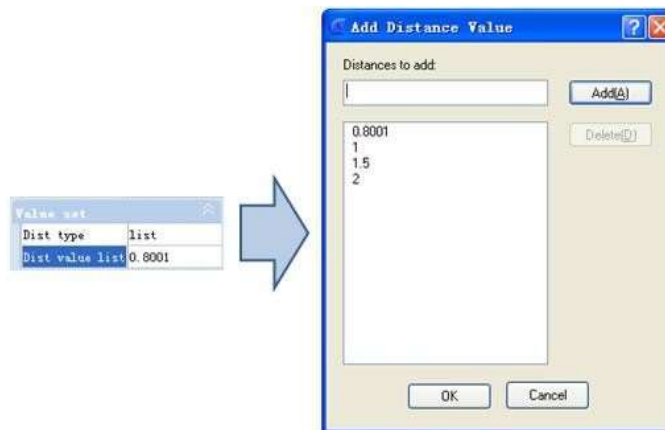 Value set
Dist type list
Dist value list 0.8001
Add Distance Value
Distances to add:
Add(A)
0.8001
1
1.5
2
Delete(D)
OK
Cancel